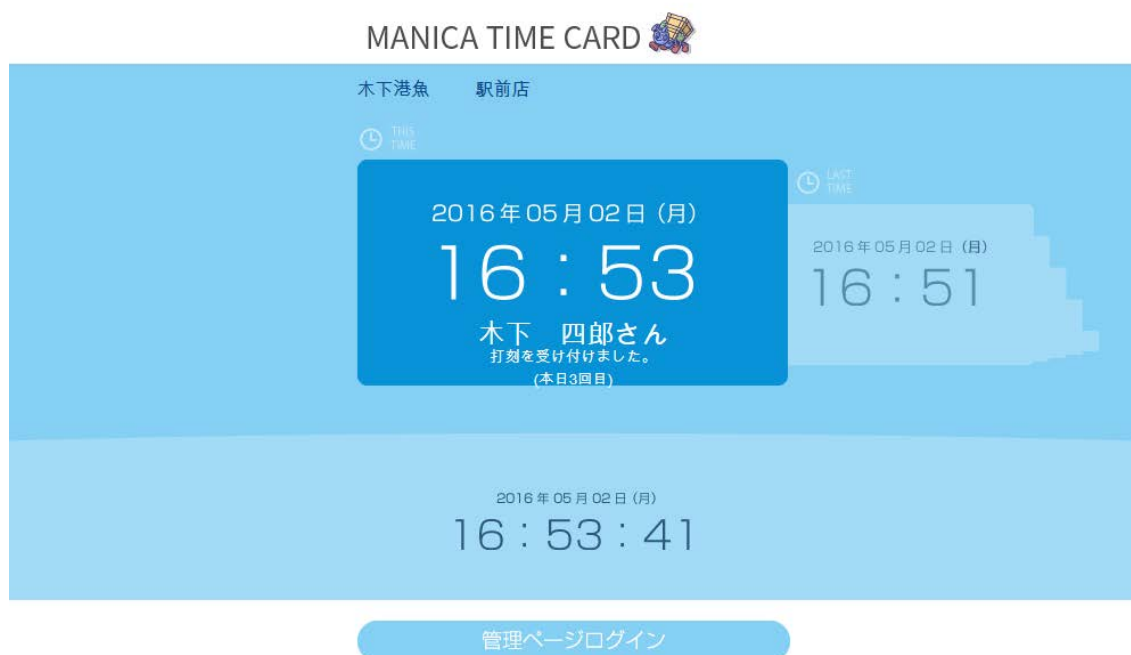 MANICA TIME CARD
木下港魚　駅前店
THIS
TIME
2016年05月02日（月）
16：53
木下　四郎さん
打刻を受け付けました。
(本日3回目)
LAST
TIME
2016年05月02日（月）
16：51
2016年05月02日（月）
16：53：41
管理ページログイン